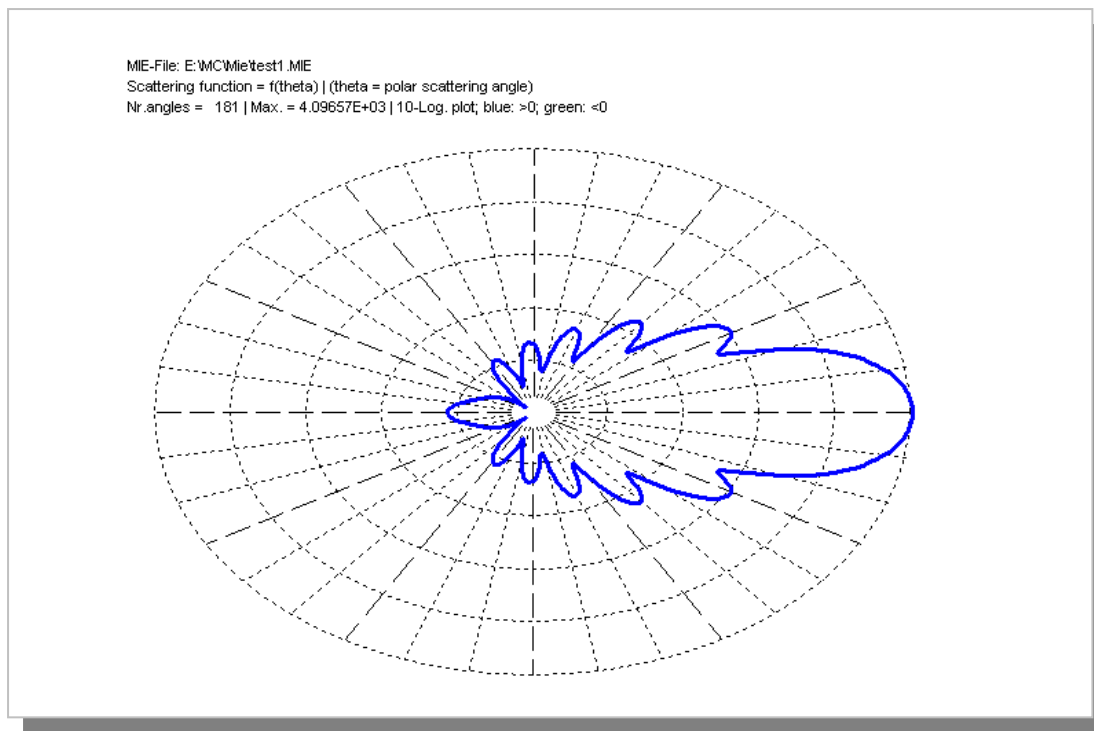 MIE-File: E:\MC\Mie\test1.MIE
Scattering function = f(theta) | (theta = polar scattering angle)
Nr.angles =   181 | Max. = 4.09657E+03 | 10-Log. plot; blue: >0; green: <0